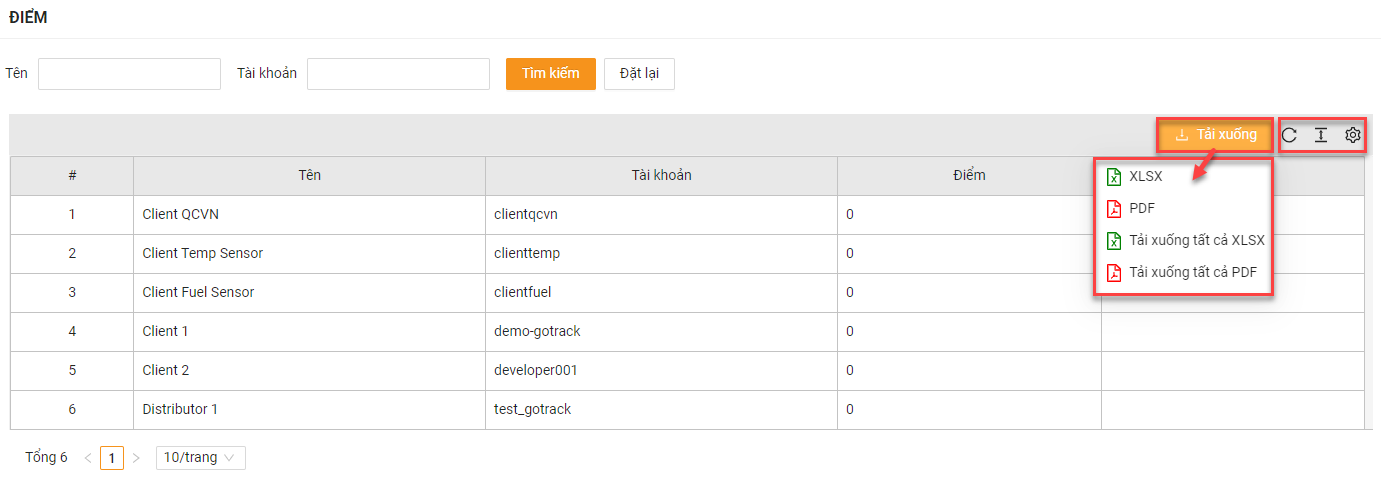 ĐIỂM
Tên Tài khoản Tìm kiếm Đặt lại
Tải xuống
# Tên Tài khoản Điểm
XLSX
PDF
Tải xuống tất cả XLSX
Tải xuống tất cả PDF
1 Client QCVN clientqcvn 0
2 Client Temp Sensor clienttemp 0
3 Client Fuel Sensor clientfuel 0
4 Client 1 demo-gotrack 0
5 Client 2 developer001 0
6 Distributor 1 test_gotrack 0
Tổng 6 < 1 > 10/trang